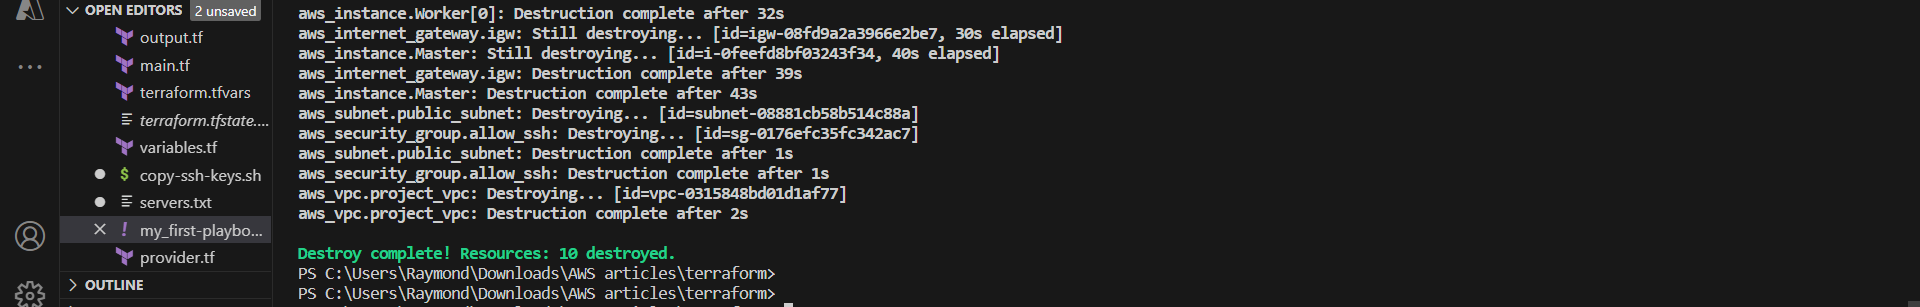 OPEN EDITORS 2 unsaved
output.tf
main.tf
terraform.tfvars
terraform.tfstate....
variables.tf
$ copy-ssh-keys.sh
servers.txt
! my_first-playbo...
provider.tf
OUTLINE
aws_instance.Worker[0]: Destruction complete after 32s
aws_internet_gateway.igw: Still destroying... [id=igw-08fd9a2a3966e2be7, 30s elapsed]
aws_instance.Master: Still destroying... [id=i-0feefd8bf03243f34, 40s elapsed]
aws_internet_gateway.igw: Destruction complete after 39s
aws_instance.Master: Destruction complete after 43s
aws_subnet.public_subnet: Destroying... [id=subnet-08881cb58b514c88a]
aws_security_group.allow_ssh: Destroying... [id=sg-0176efc35fc342ac7]
aws_subnet.public_subnet: Destruction complete after 1s
aws_security_group.allow_ssh: Destruction complete after 1s
aws_vpc.project_vpc: Destroying... [id=vpc-0315848bd01d1af77]
aws_vpc.project_vpc: Destruction complete after 2s
Destroy complete! Resources: 10 destroyed.
PS C:\Users\Raymond\Downloads\AWS articles\terraform>
PS C:\Users\Raymond\Downloads\AWS articles\terraform>